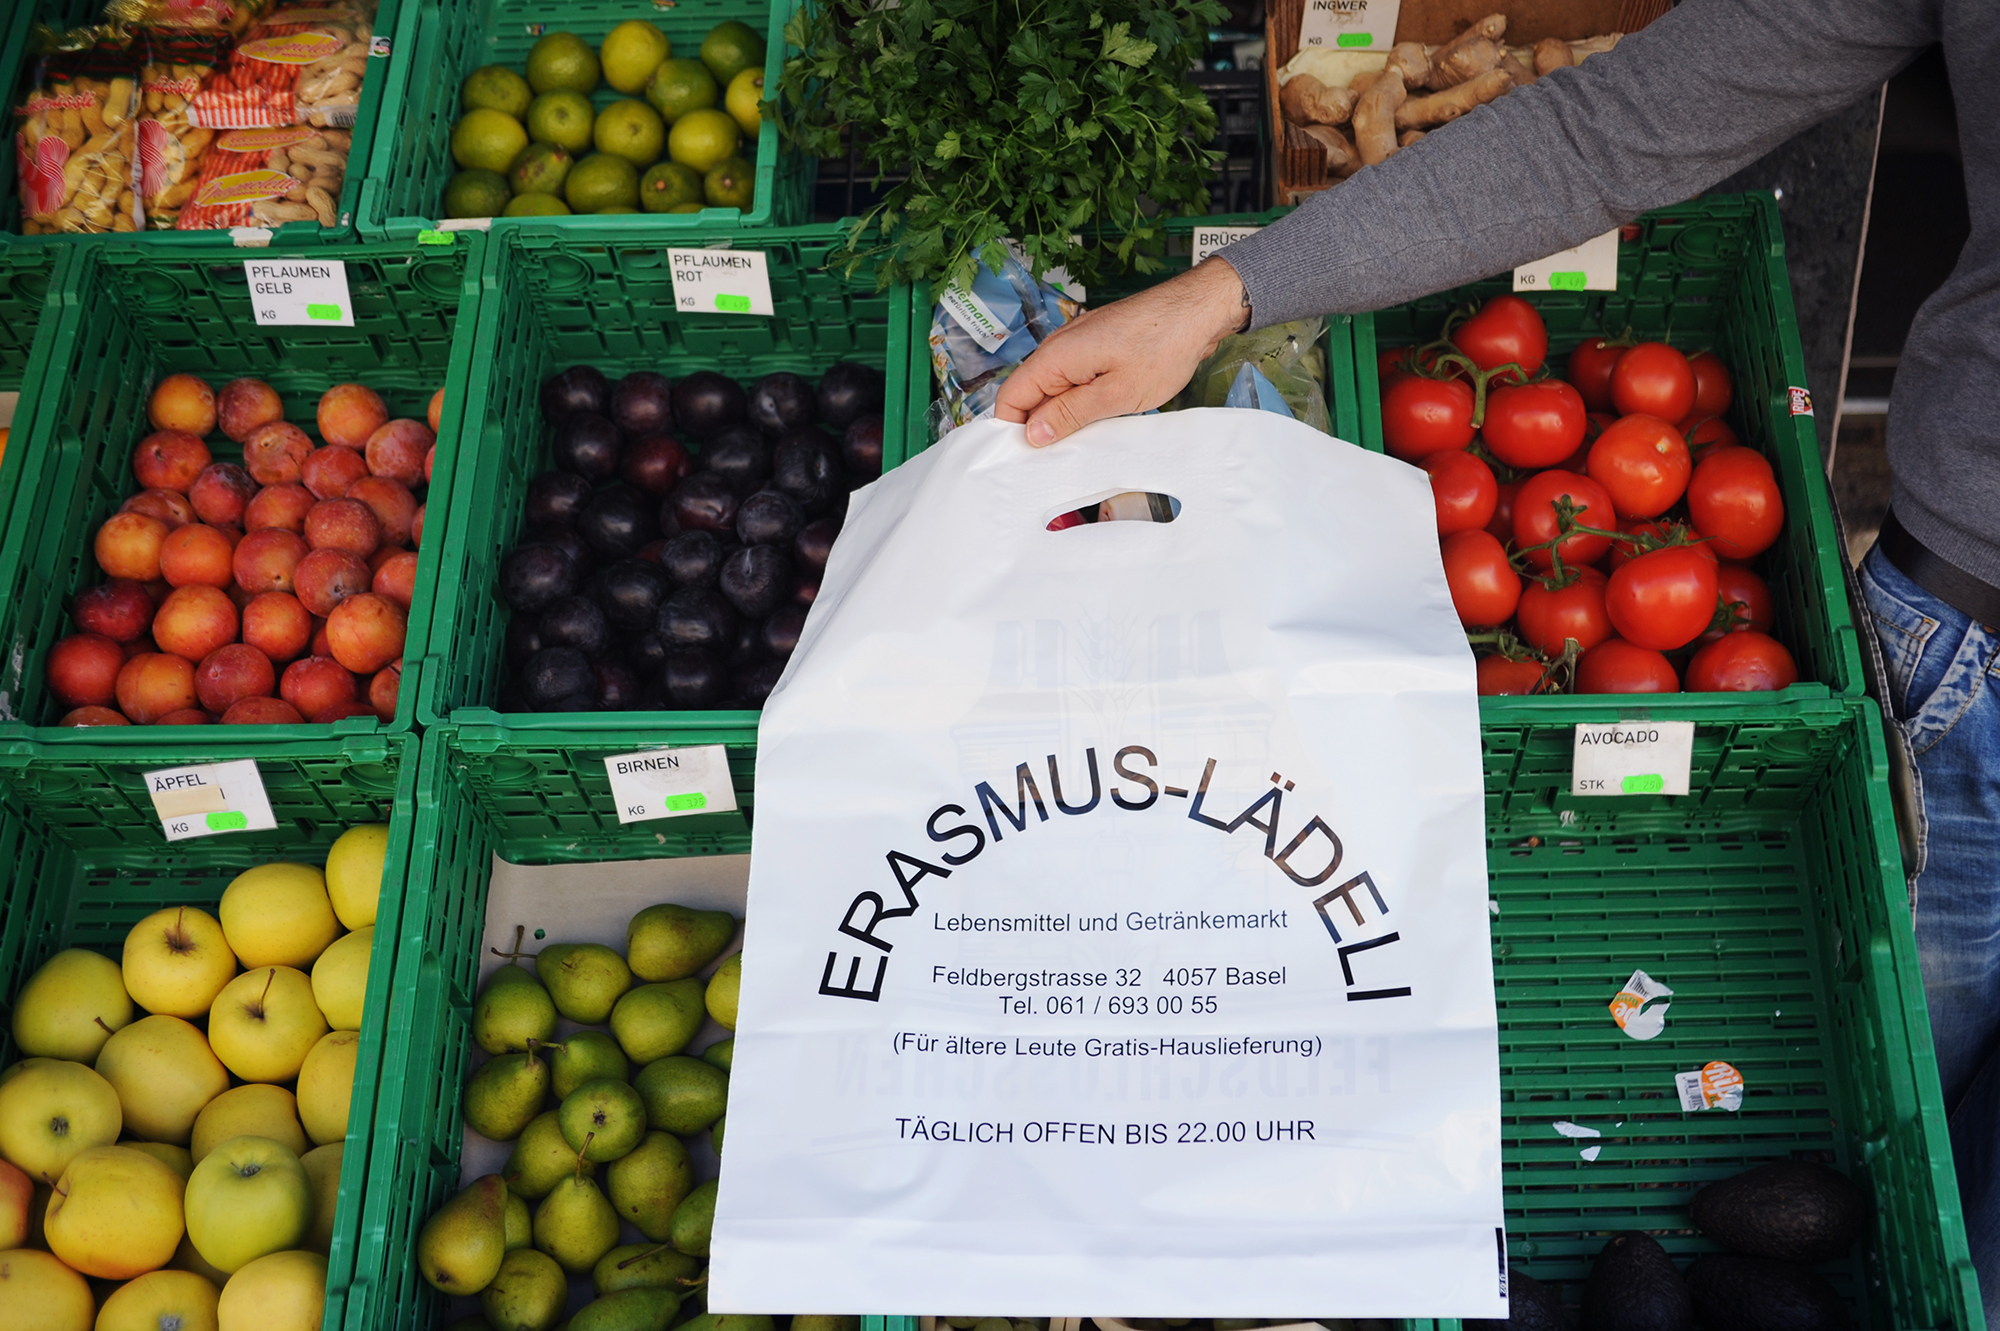 INGWER
KG
PFLAUMEN
GELB
KG
PFLAUMEN
ROT
KG
BRÜSS
KG
ÄPFEL
KG
BIRNEN
KG
AVOCADO
STK
RIPE
ERASMUS-LÄDELI
Lebensmittel und Getränkemarkt
Feldbergstrasse 32 4057 Basel
Tel. 061 / 693 00 55
(Für ältere Leute Gratis-Hauslieferung)
TÄGLICH OFFEN BIS 22.00 UHR
FELDSCHLÖSSCHEN